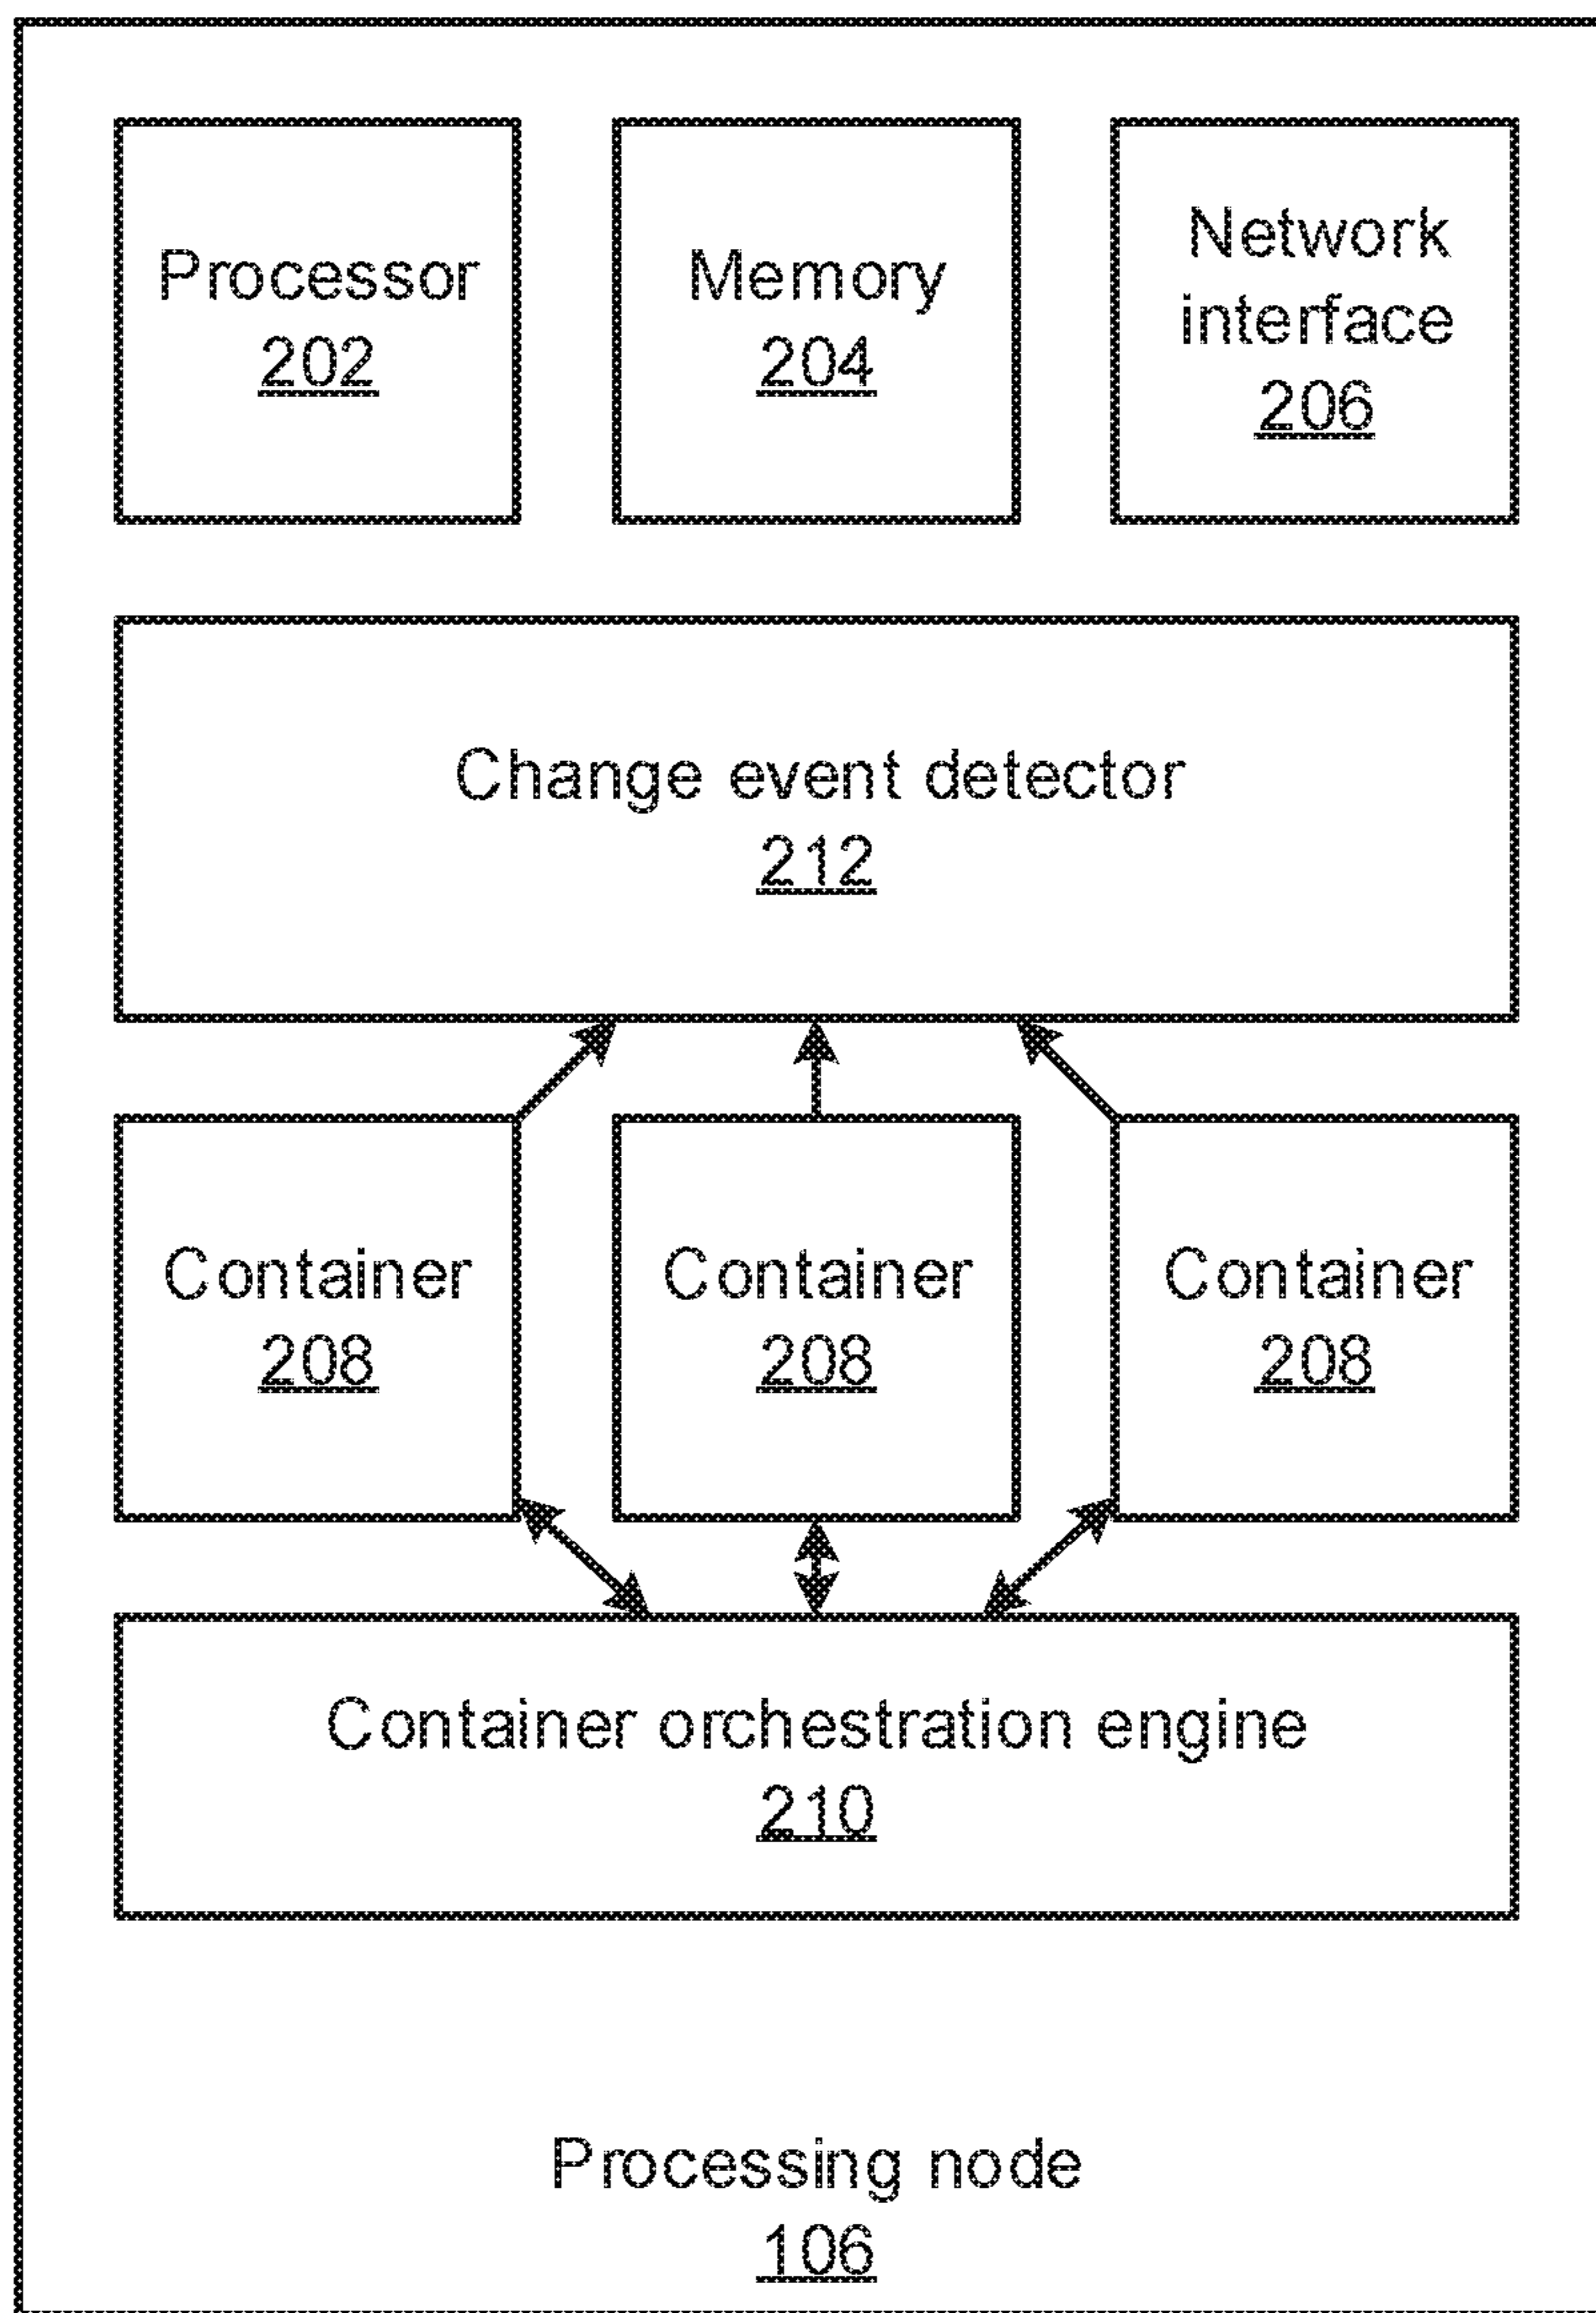 Processor
202
Memory
204
Network
interface
206
Change event detector
212
Container
208
Container
208
Container
208
Container orchestration engine
210
Processing node
106